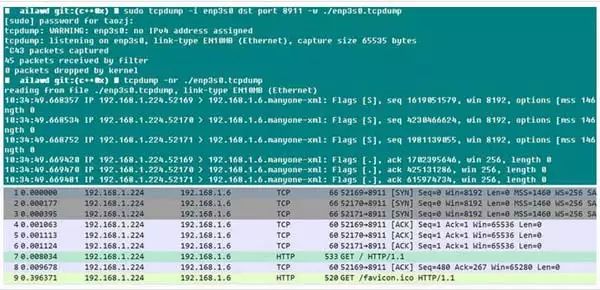 ailawd git:(c++0x) sudo tcpdump -i enp3s0 dst port 8911 -w ./enp3s0.tcpdump
[sudo] password for taozj:
tcpdump: WARNING: enp3s0: no IPv4 address assigned
tcpdump: listening on enp3s0, link-type EN10MB (Ethernet), capture size 65535 bytes
^C43 packets captured
45 packets received by filter
0 packets dropped by kernel
ailawd git:(c++0x) tcpdump -nr ./enp3s0.tcpdump
reading from file ./enp3s0.tcpdump, link-type EN10MB (Ethernet)
10:34:49.668357 IP 192.168.1.224.52169 > 192.168.1.6.manyone-xml: Flags [S], seq 1619051579, win 8192, options [mss 146
ngth 0
10:34:49.668534 IP 192.168.1.224.52170 > 192.168.1.6.manyone-xml: Flags [S], seq 4230466624, win 8192, options [mss 146
ngth 0
10:34:49.668752 IP 192.168.1.224.52171 > 192.168.1.6.manyone-xml: Flags [S], seq 1981139055, win 8192, options [mss 146
ngth 0
10:34:49.669420 IP 192.168.1.224.52169 > 192.168.1.6.manyone-xml: Flags [.], ack 1702395646, win 256, length 0
10:34:49.669470 IP 192.168.1.224.52170 > 192.168.1.6.manyone-xml: Flags [.], ack 425131286, win 256, length 0
10:34:49.669481 IP 192.168.1.224.52171 > 192.168.1.6.manyone-xml: Flags [.], ack 615974734, win 256, length 0
1 0.000000 192.168.1.224 192.168.1.6 TCP 66 52169→8911 [SYN] Seq=0 Win=8192 Len=0 MSS=1460 WS=256 SA
2 0.000177 192.168.1.224 192.168.1.6 TCP 66 52170→8911 [SYN] Seq=0 Win=8192 Len=0 MSS=1460 WS=256 SA
3 0.000395 192.168.1.224 192.168.1.6 TCP 66 52171→8911 [SYN] Seq=0 Win=8192 Len=0 MSS=1460 WS=256 SA
4 0.001063 192.168.1.224 192.168.1.6 TCP 60 52169→8911 [ACK] Seq=1 Ack=1 Win=65536 Len=0
5 0.001113 192.168.1.224 192.168.1.6 TCP 60 52170→8911 [ACK] Seq=1 Ack=1 Win=65536 Len=0
6 0.001124 192.168.1.224 192.168.1.6 TCP 60 52171→8911 [ACK] Seq=1 Ack=1 Win=65536 Len=0
7 0.008034 192.168.1.224 192.168.1.6 HTTP 533 GET / HTTP/1.1
8 0.009678 192.168.1.224 192.168.1.6 TCP 60 52169→8911 [ACK] Seq=480 Ack=267 Win=65280 Len=0
9 0.396371 192.168.1.224 192.168.1.6 HTTP 520 GET /favicon.ico HTTP/1.1